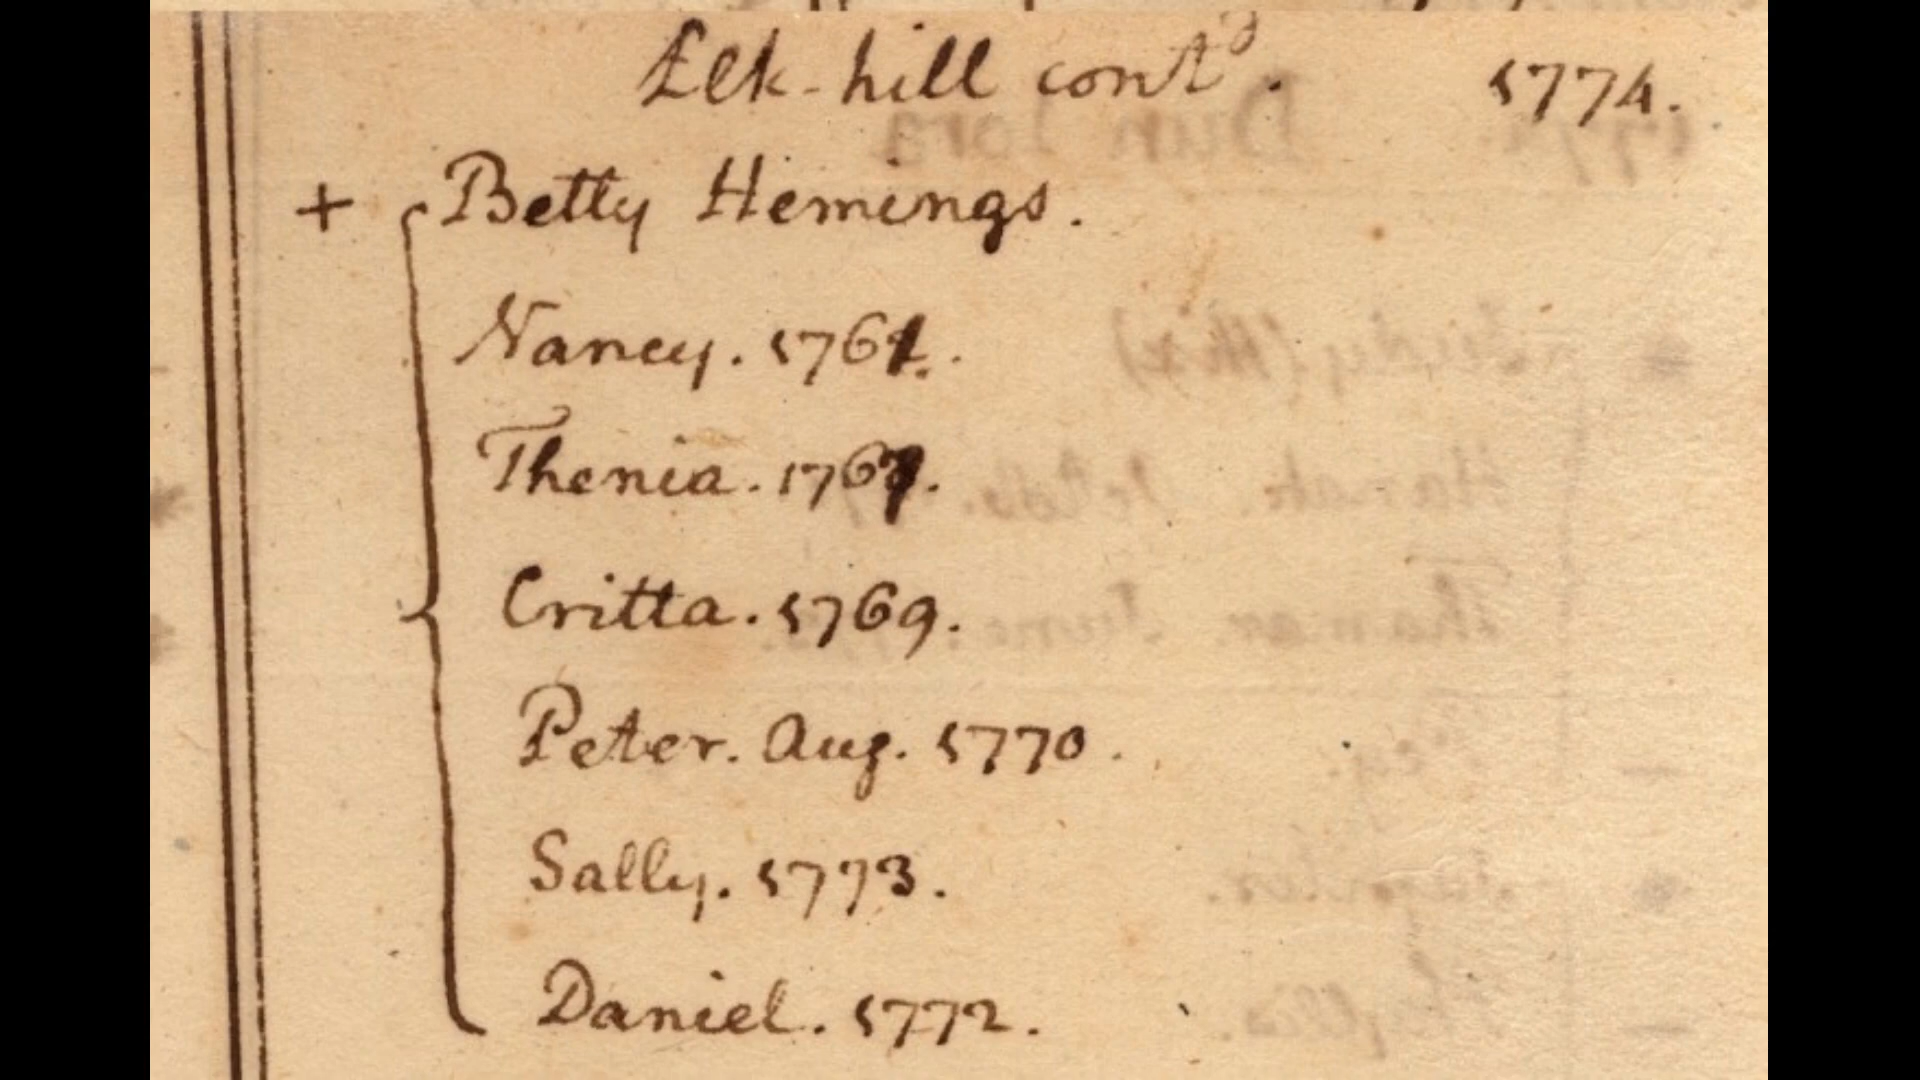 Elk-hill contd. 1774.
+ Betty Hemings.
Nancy. 1761.
Thenia. 1767.
Critta. 1769.
Peter. Aug. 1770.
Sally. 1773.
Daniel. 1772.